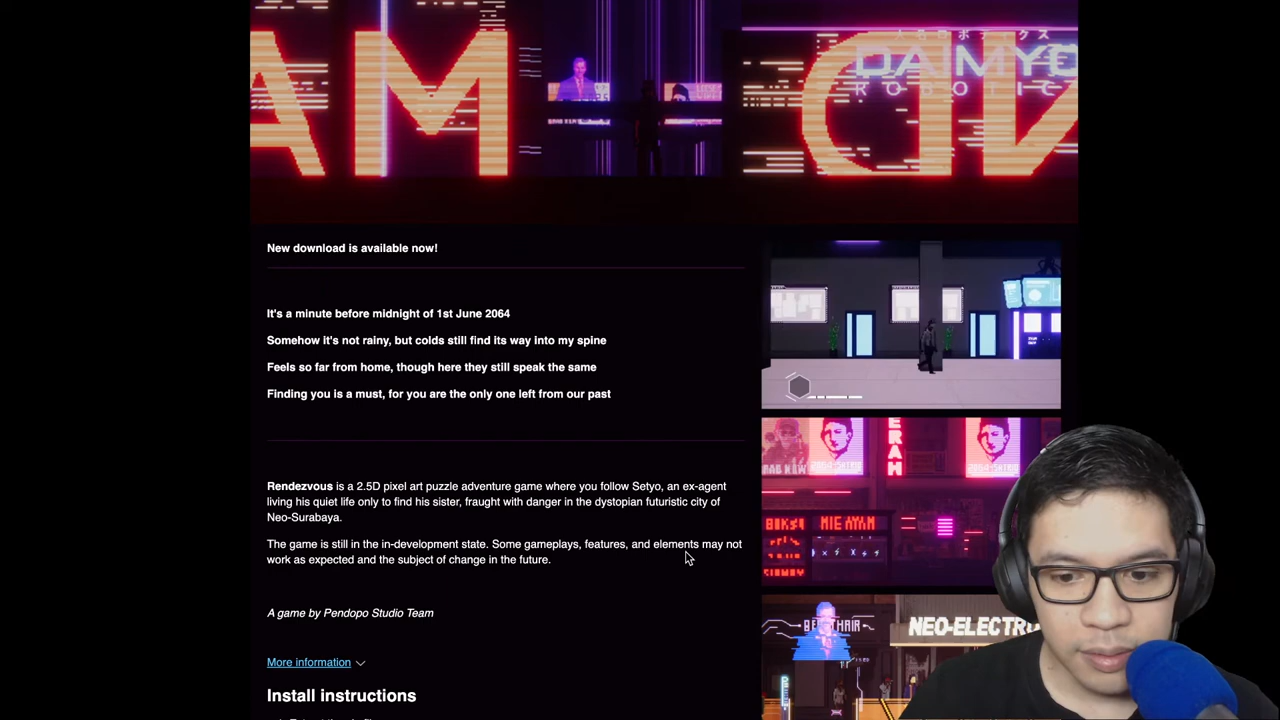 AM
DAIMYO
ROBOTIC
New download is available now!
It's a minute before midnight of 1st June 2064
Somehow it's not rainy, but colds still find its way into my spine
Feels so far from home, though here they still speak the same
Finding you is a must, for you are the only one left from our past
ERAH
MIE AYAM
Rendezvous is a 2.5D pixel art puzzle adventure game where you follow Setyo, an ex-agent
living his quiet life only to find his sister, fraught with danger in the dystopian futuristic city of
Neo-Surabaya.
The game is still in the in-development state. Some gameplays, features, and elements may not
work as expected and the subject of change in the future.
A game by Pendopo Studio Team
NEO-ELECTR
More information
Install instructions